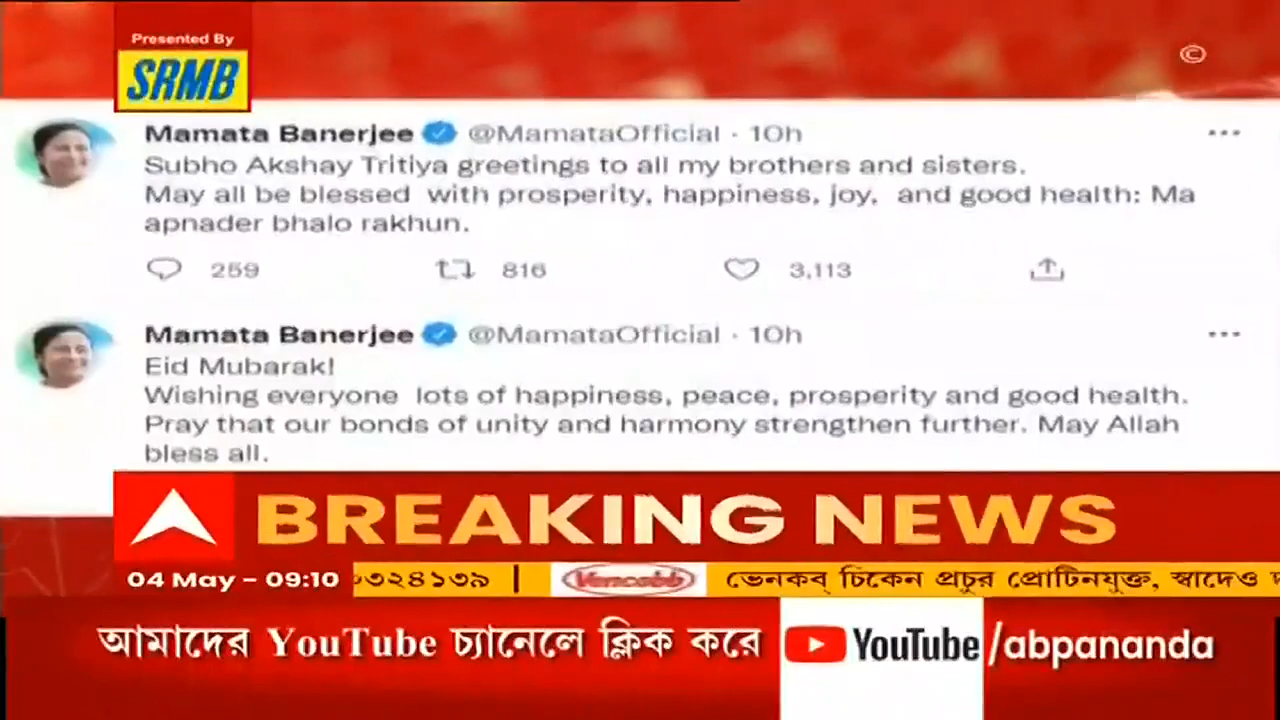 Presented By
SRMB
©
Mamata Banerjee @MamataOfficial · 10h
Subho Akshay Tritiya greetings to all my brothers and sisters.
May all be blessed with prosperity, happiness, joy, and good health: Ma
apnader bhalo rakhun.
259 816 3,113
Mamata Banerjee @MamataOfficial · 10h
Eid Mubarak!
Wishing everyone lots of happiness, peace, prosperity and good health.
Pray that our bonds of unity and harmony strengthen further. May Allah
bless all.
BREAKING NEWS
04 May – 09:10 ৩২৪১৩৯ | Vencobb ভেনকব্ চিকেন প্রচুর প্রোটিনযুক্ত, স্বাদেও
আমাদের YouTube চ্যানেলে ক্লিক করে YouTube /abpananda